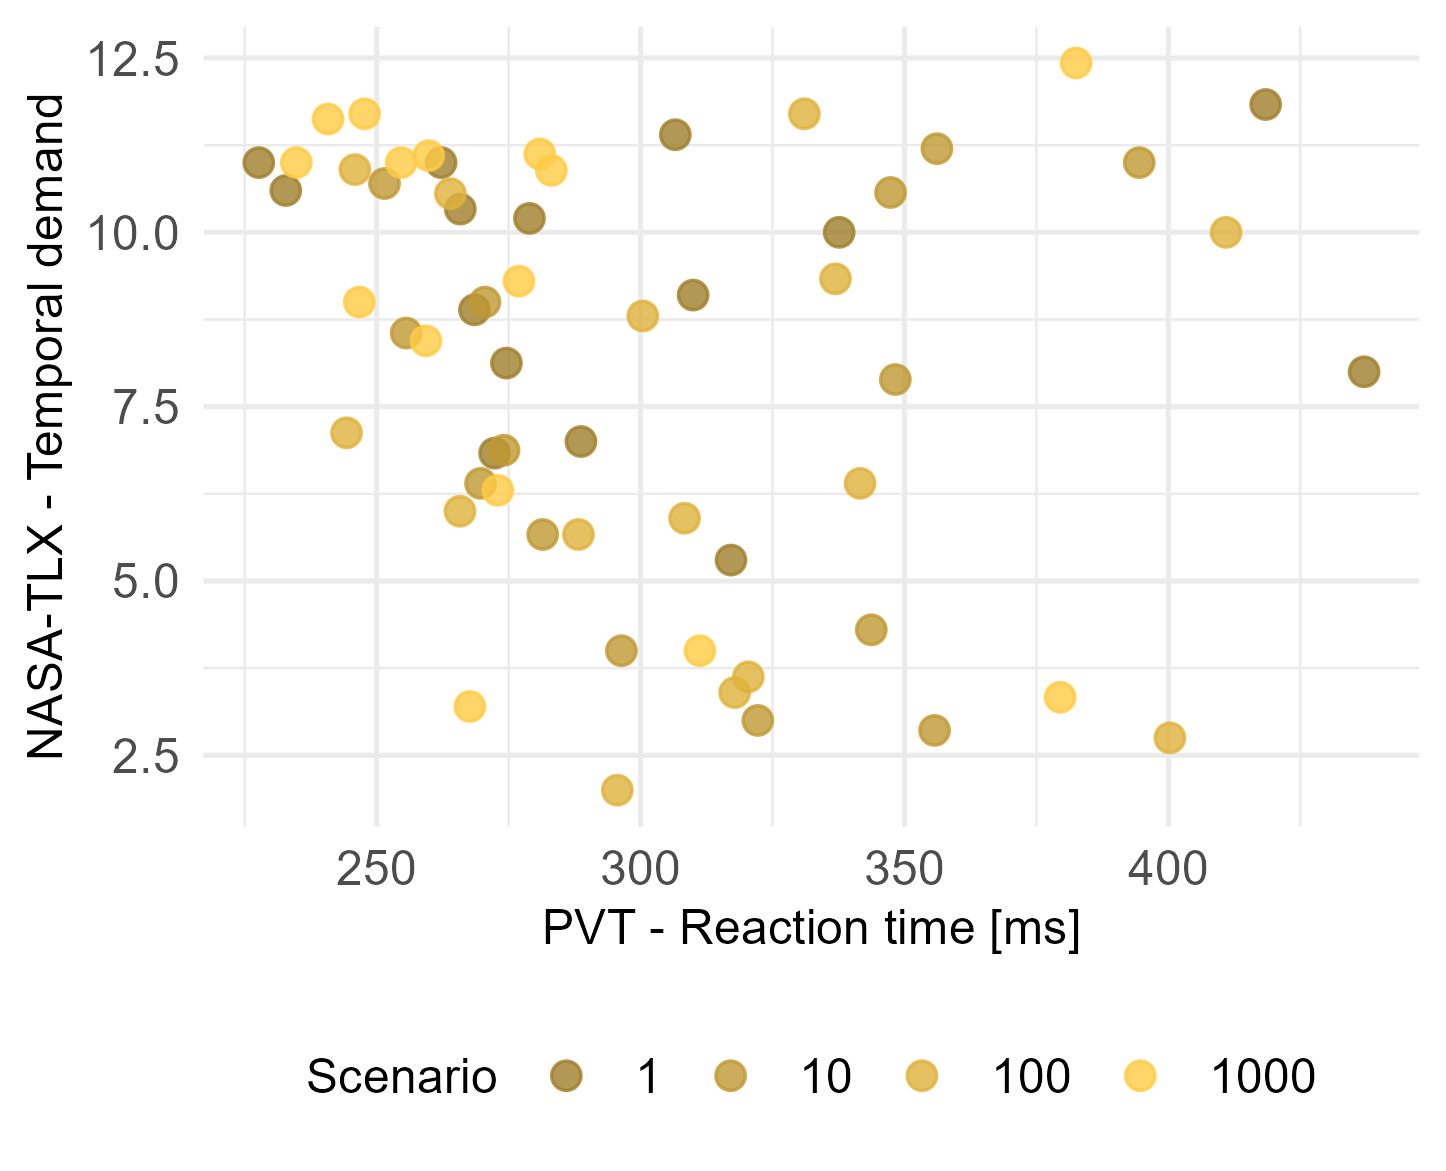 12.5
10.0
7.5
5.0
2.5
NASA-TLX - Temporal demand
250 300 350 400
PVT - Reaction time [ms]
Scenario 1 10 100 1000